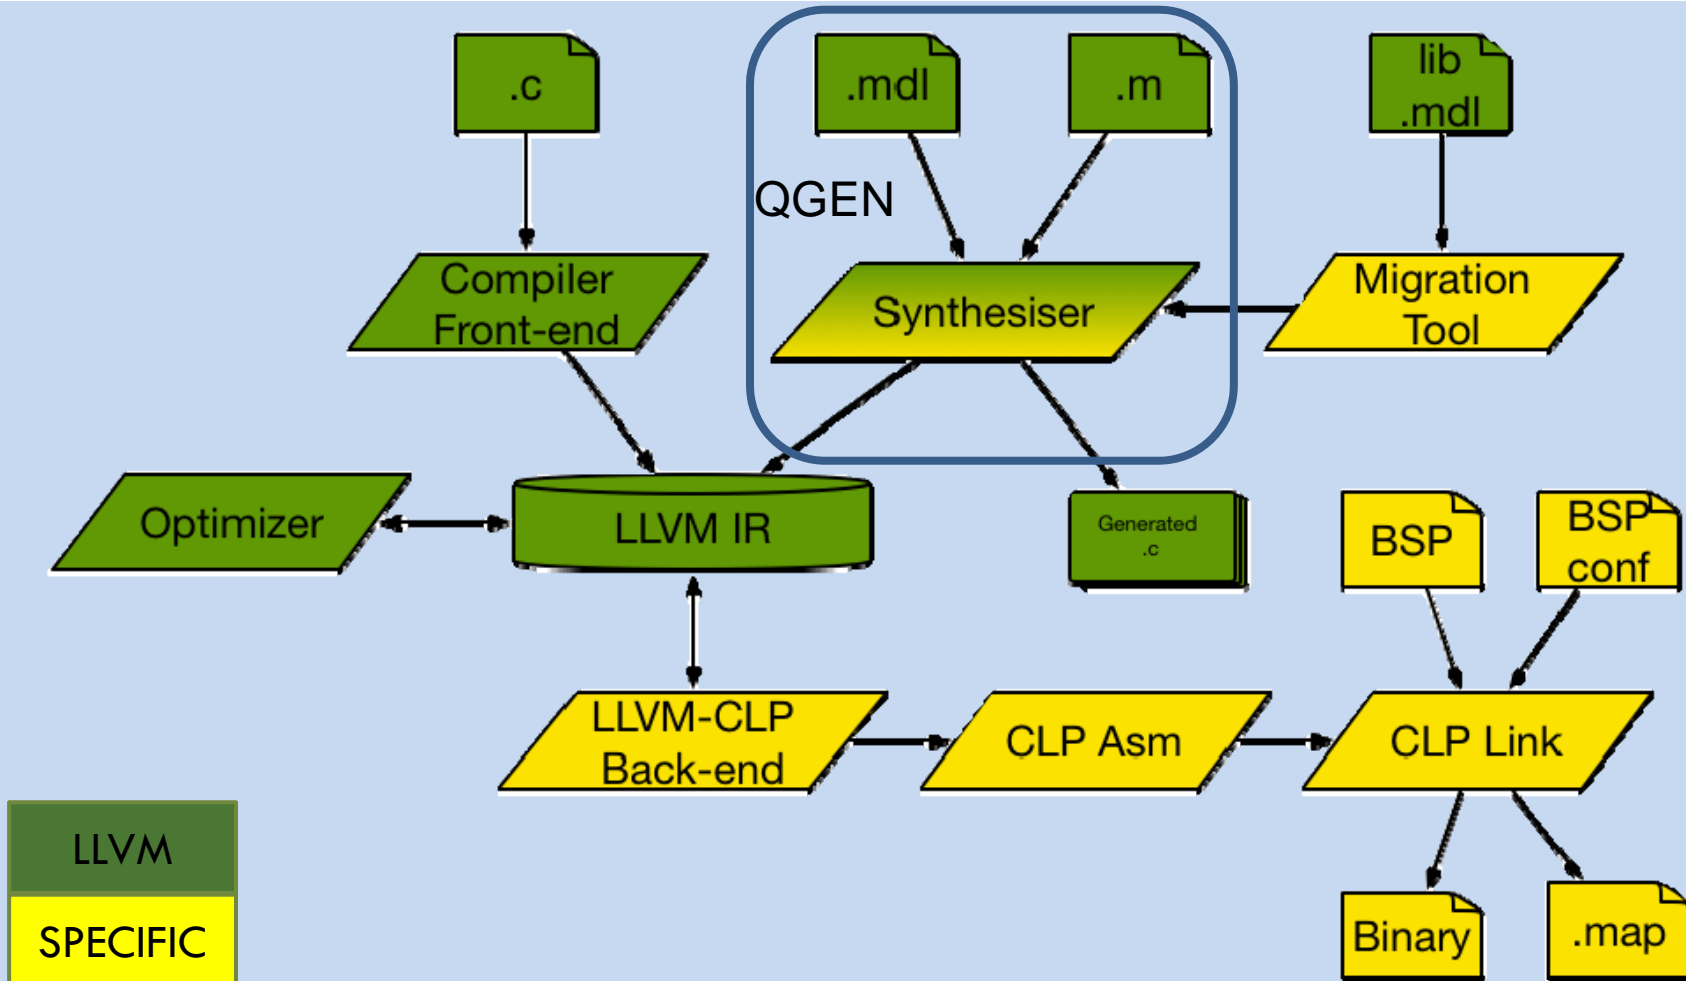 .c
.mdl
.m
lib
.mdl
QGEN
Compiler
Front-end
Synthesiser
Migration
Tool
Optimizer
LLVM IR
Generated
.c
BSP
BSP
conf
LLVM-CLP
Back-end
CLP Asm
CLP Link
LLVM
SPECIFIC
Binary
.map